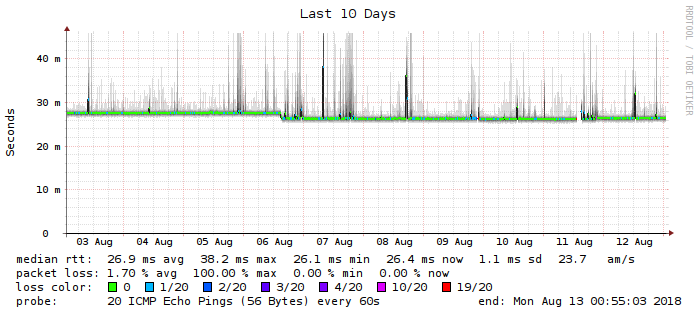 Last 10 Days
RRDTOOL / TOBI OETIKER
Seconds
40 m
30 m
20 m
10 m
0
03 Aug 04 Aug 05 Aug 06 Aug 07 Aug 08 Aug 09 Aug 10 Aug 11 Aug 12 Aug
median rtt: 26.9 ms avg 38.2 ms max 26.1 ms min 26.4 ms now 1.1 ms sd 23.7 am/s
packet loss: 1.70 % avg 100.00 % max 0.00 % min 0.00 % now
loss color: 0 1/20 2/20 3/20 4/20 10/20 19/20
probe: 20 ICMP Echo Pings (56 Bytes) every 60s end: Mon Aug 13 00:55:03 2018